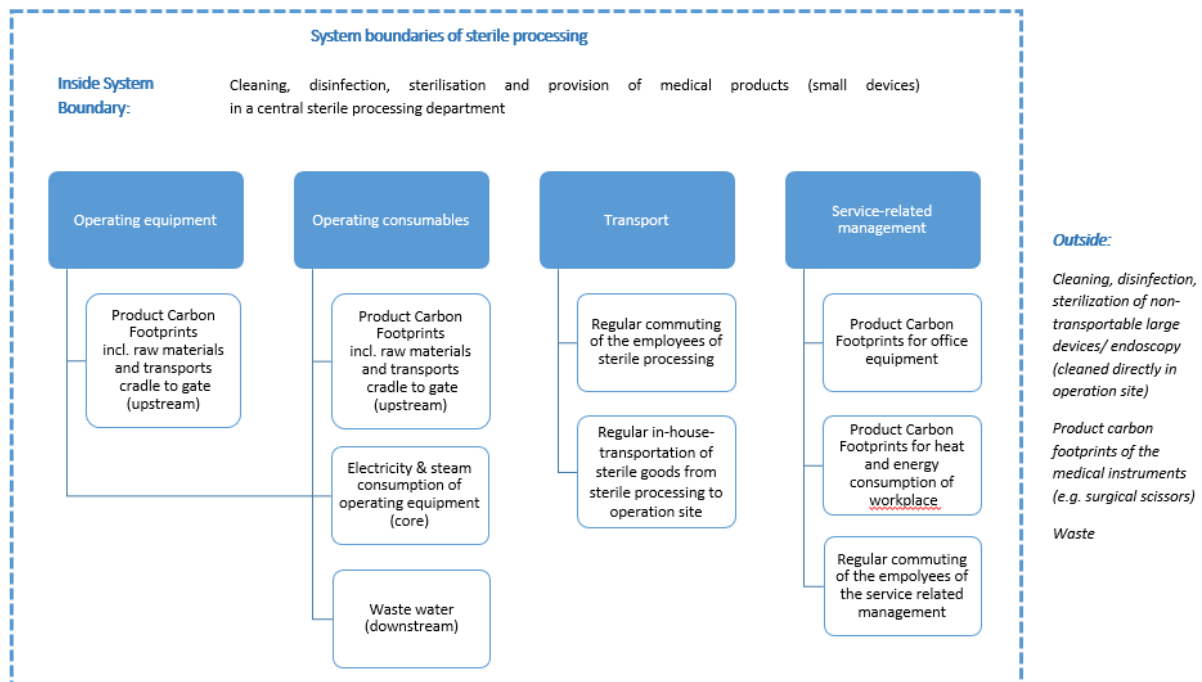 System boundaries of sterile processing
Inside System
Boundary:
Cleaning, disinfection, sterilisation and provision of medical products (small devices)
in a central sterile processing department
Operating equipment
Product Carbon
Footprints
incl. raw materials
and transports
cradle to gate
(upstream)
Operating consumables
Product Carbon
Footprints
incl. raw materials
and transports
cradle to gate
(upstream)
Electricity & steam
consumption of
operating equipment
(core)
Waste water
(downstream)
Transport
Regular commuting
of the employees of
sterile processing
Regular in-house-
transportation of
sterile goods from
sterile processing to
operation site
Service-related
management
Product Carbon
Footprints for office
equipment
Product Carbon
Footprints for heat
and energy
consumption of
workplace
Regular commuting
of the empolyees of
the service related
management
Outside:
Cleaning, disinfection,
sterilization of non-
transportable large
devices/ endoscopy
(cleaned directly in
operation site)
Product carbon
footprints of the
medical instruments
(e.g. surgical scissors)
Waste